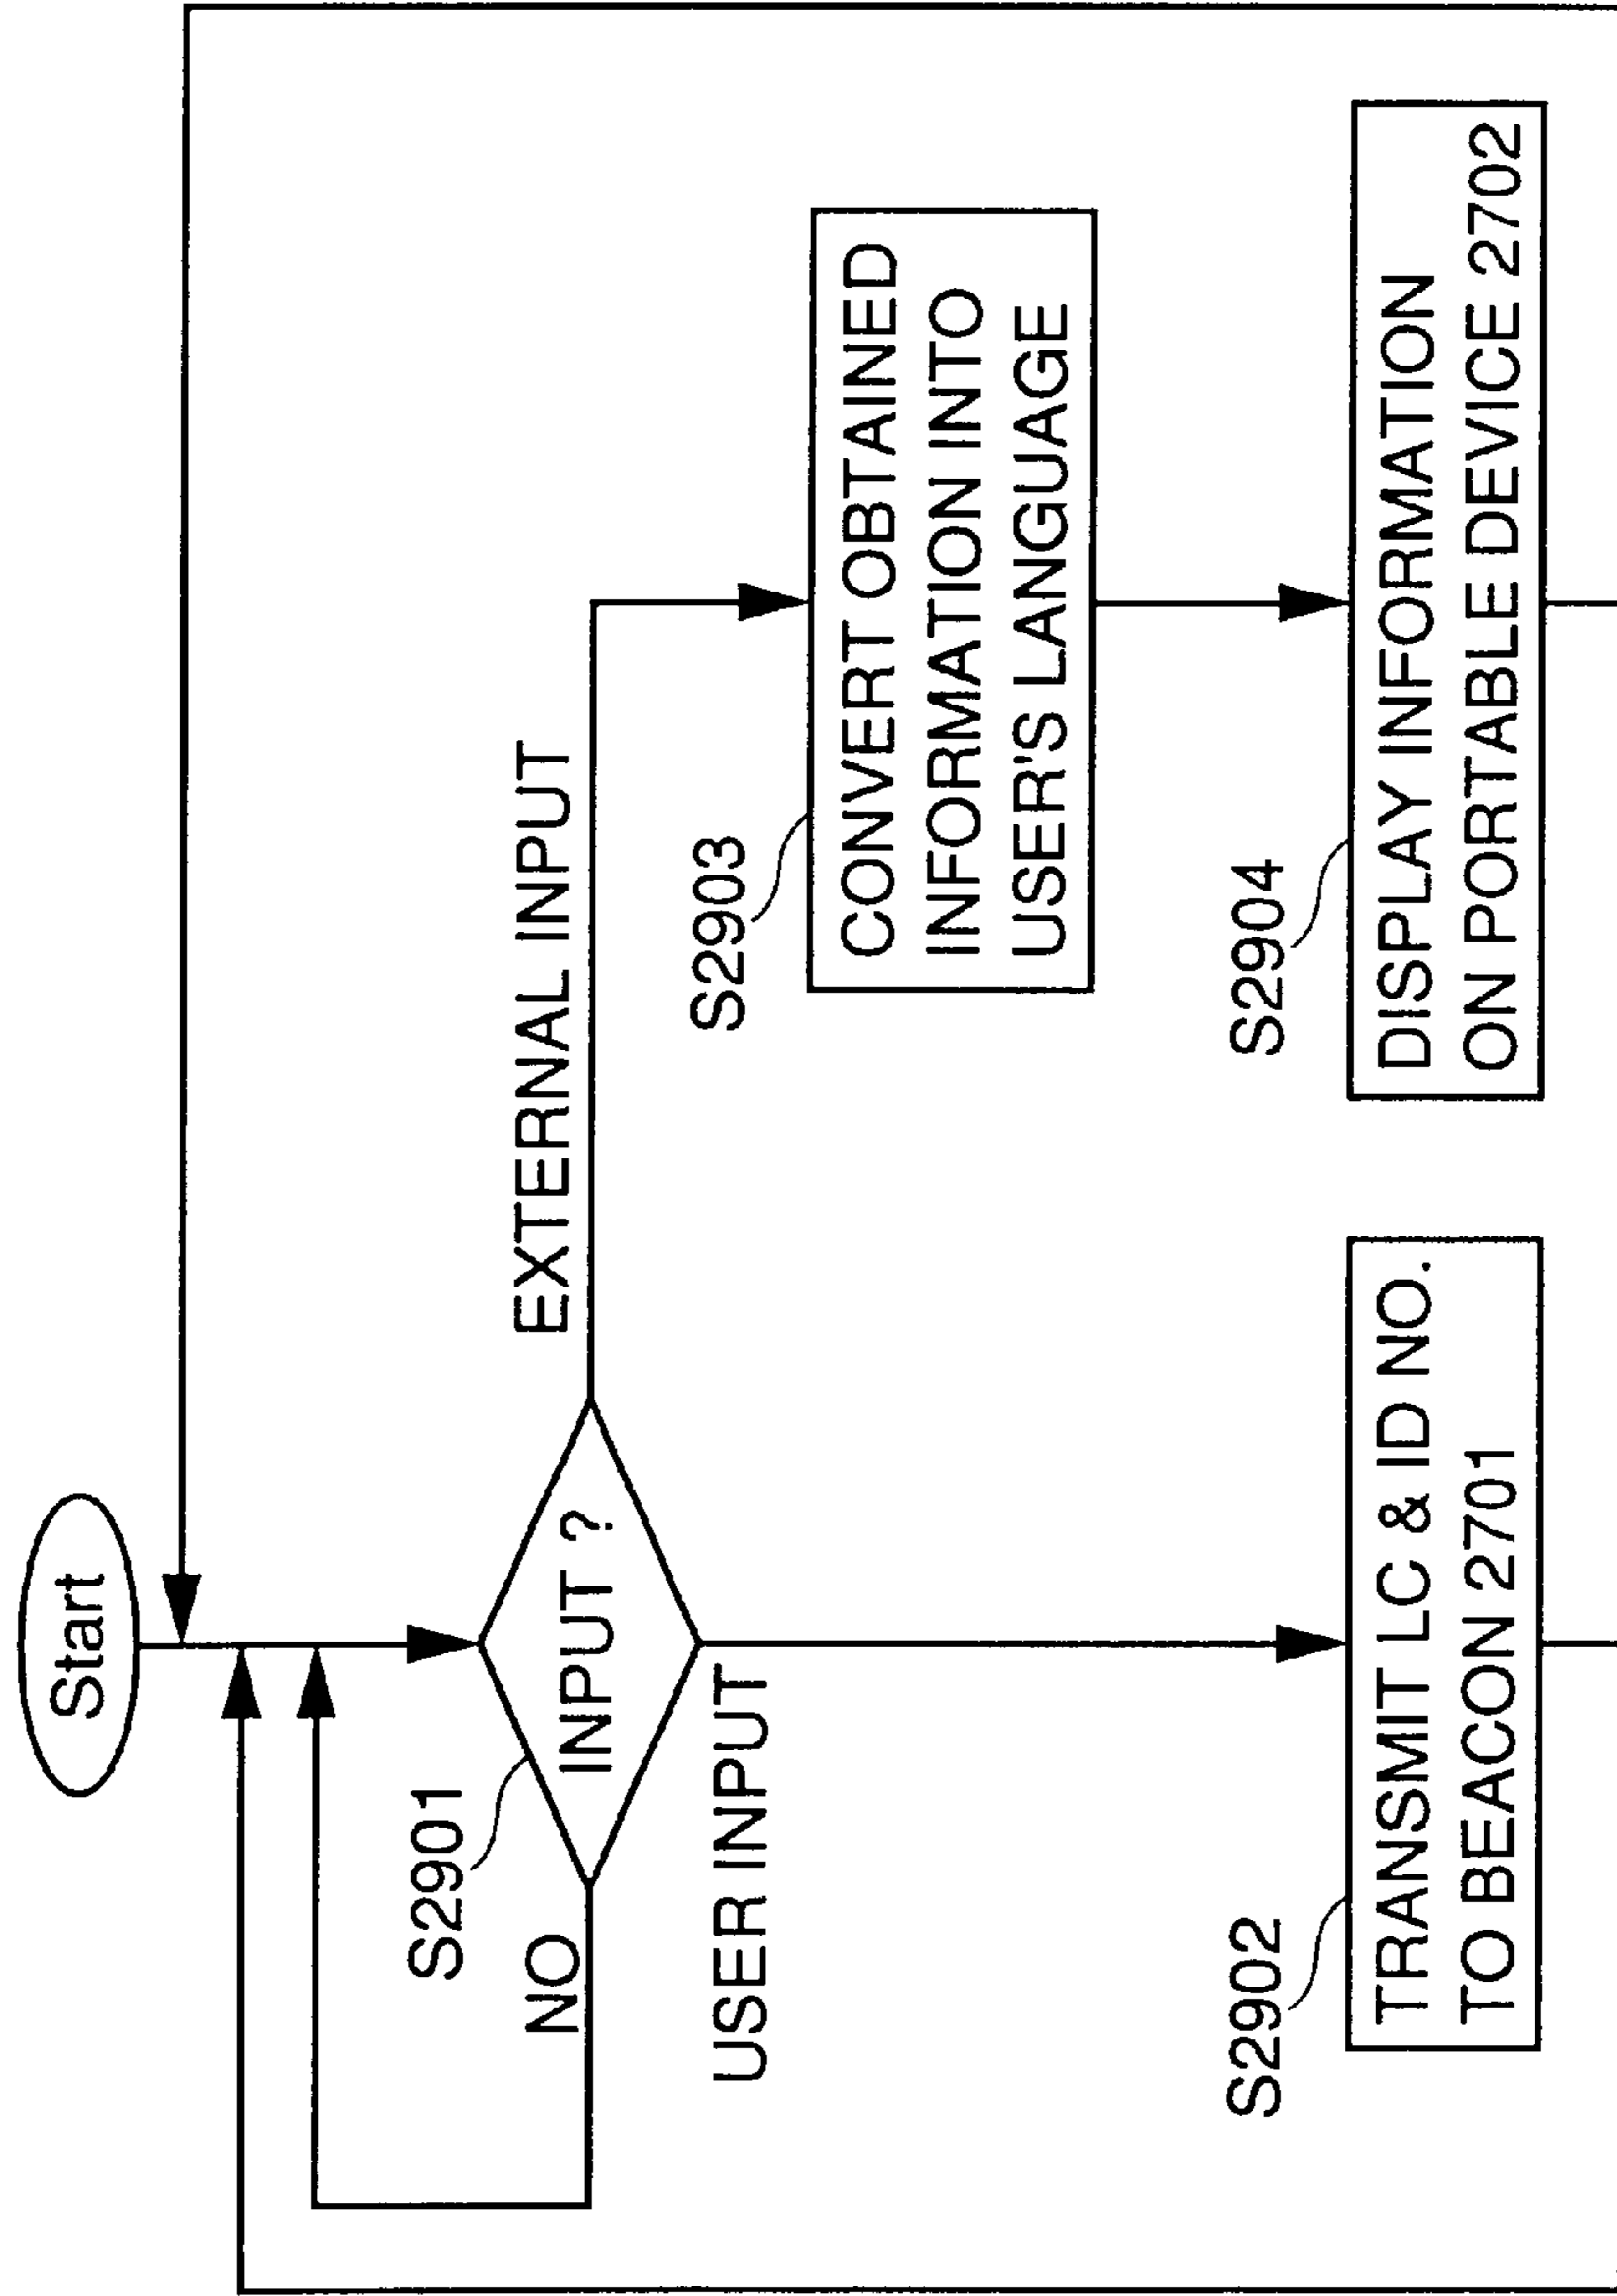 Start
S2901
INPUT ?
NO
EXTERNAL INPUT
USER INPUT
S2903
CONVERT OBTAINED
INFORMATION INTO
USER'S LANGUAGE
S2902
TRANSMIT LC & ID NO.
TO BEACON 2701
S2904
DISPLAY INFORMATION
ON PORTABLE DEVICE 2702